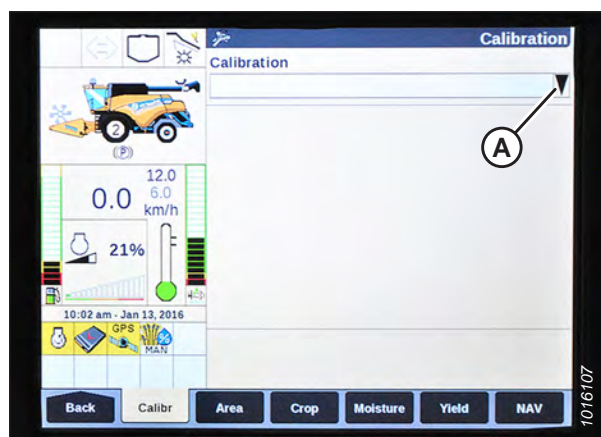 Calibration
Calibration
A
2
(P)
12.0
6.0
0.0
km/h
21%
10:02 am - Jan 13, 2016
GPS
%
MAN
Back
Calibr
Area
Crop
Moisture
Yield
NAV
1016107